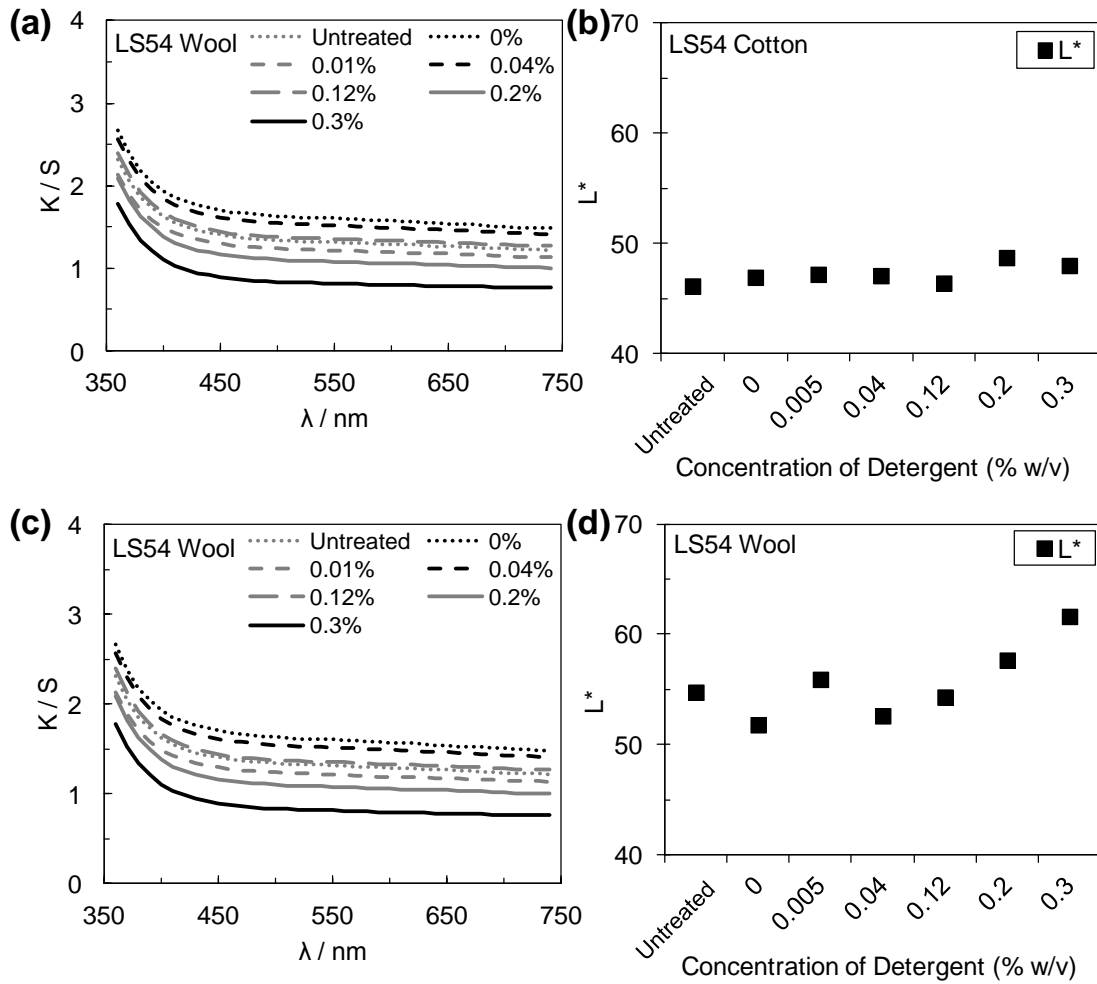 (a)
LS54 Wool
Untreated
0%
0.01%
0.04%
0.12%
0.2%
0.3%
4
3
2
1
0
K / S
350
450
550
650
750
λ / nm
(b)
LS54 Cotton
L*
70
60
50
40
L*
Untreated
0
0.005
0.04
0.12
0.2
0.3
Concentration of Detergent (% w/v)
(c)
LS54 Wool
Untreated
0%
0.01%
0.04%
0.12%
0.2%
0.3%
4
3
2
1
0
K / S
350
450
550
650
750
λ / nm
(d)
LS54 Wool
L*
70
60
50
40
L*
Untreated
0
0.005
0.04
0.12
0.2
0.3
Concentration of Detergent (% w/v)